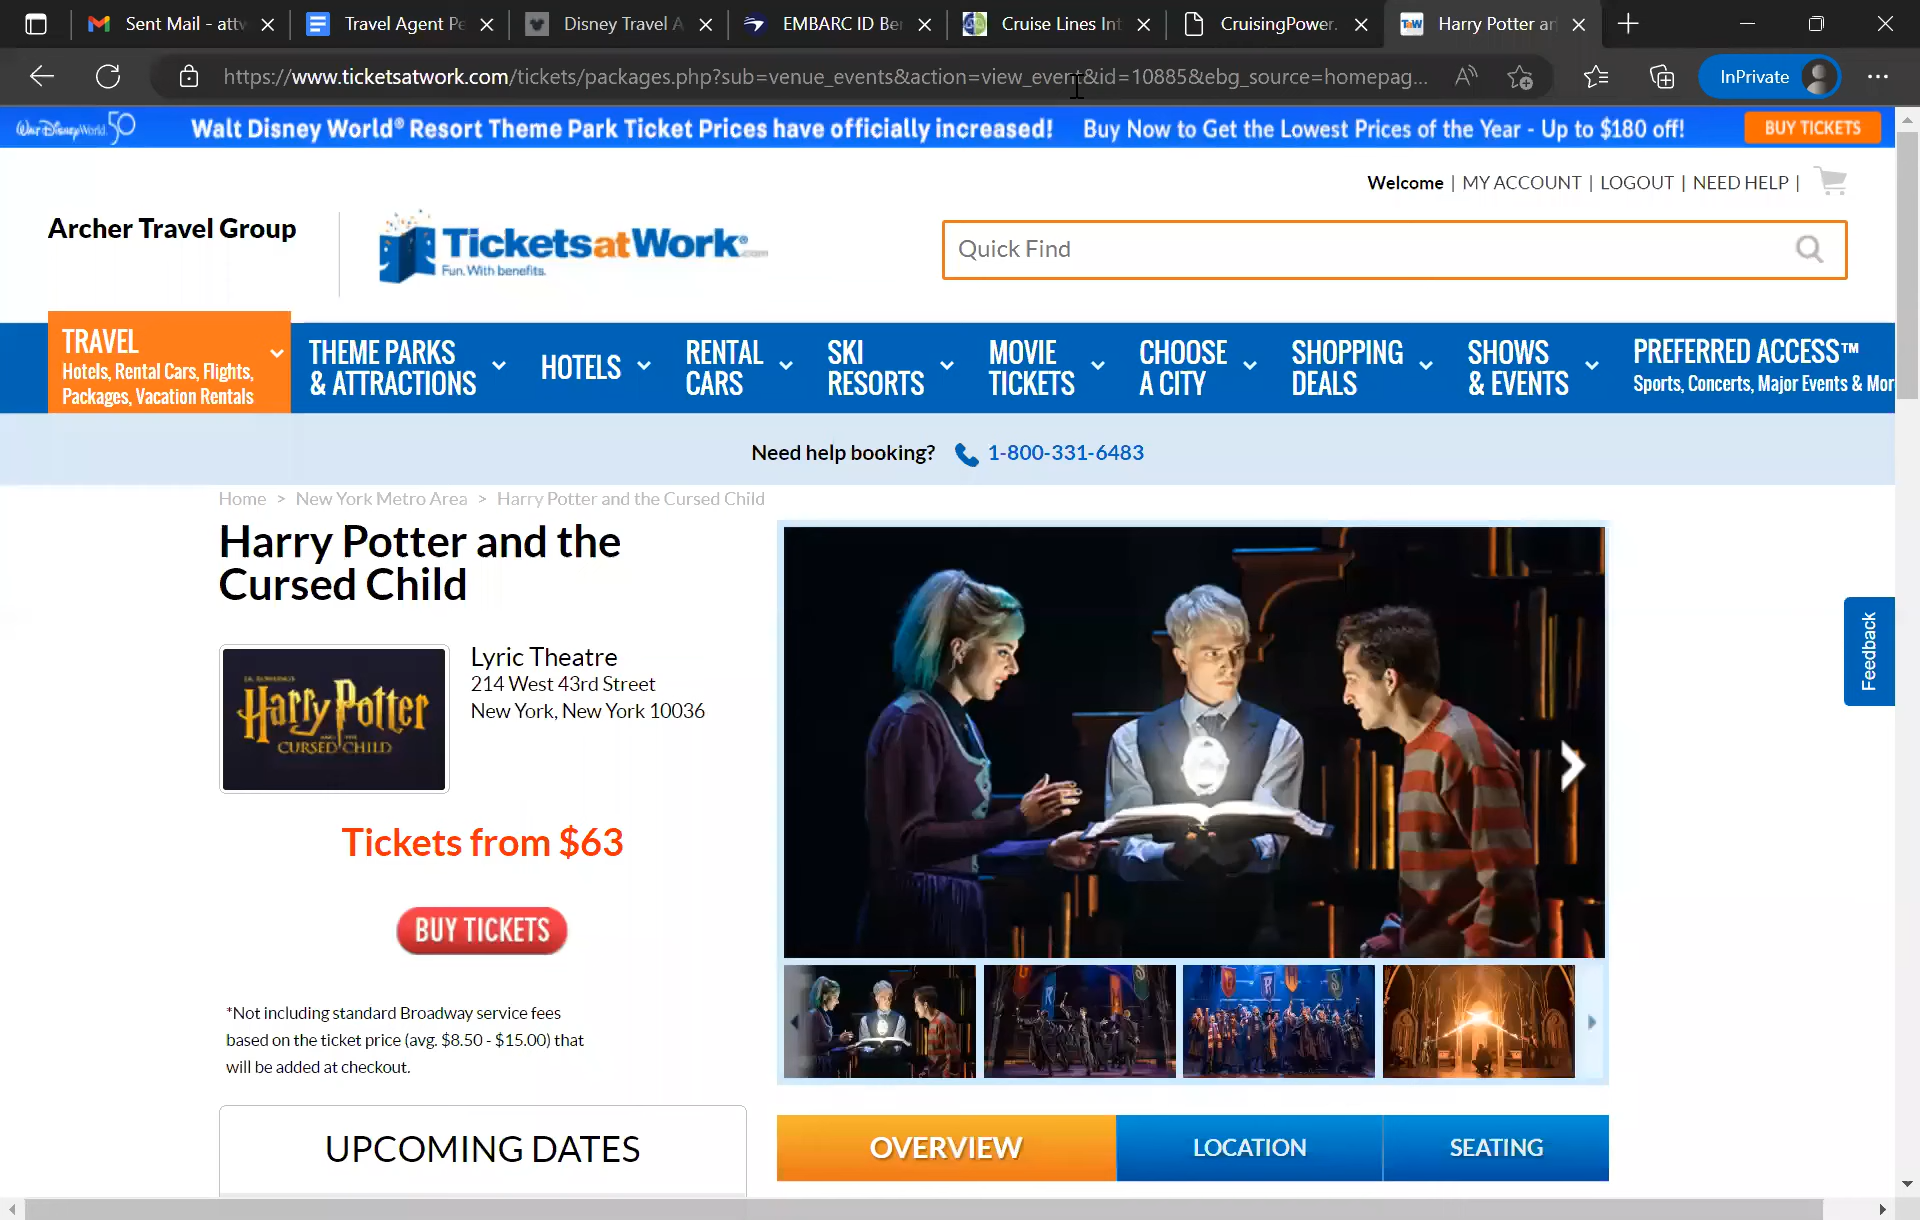 Sent Mail - attv
Travel Agent Pe
Disney Travel A
EMBARC ID Be
Cruise Lines Int
CruisingPower.
Harry Potter an
https://www.ticketsatwork.com/tickets/packages.php?sub=venue_events&action=view_event&id=10885&ebg_source=homepag...
InPrivate
Walt Disney World 50
Walt Disney World® Resort Theme Park Ticket Prices have officially increased! Buy Now to Get the Lowest Prices of the Year - Up to $180 off!
BUY TICKETS
Welcome | MY ACCOUNT | LOGOUT | NEED HELP |
Archer Travel Group
TicketsatWork®.com
Fun. With benefits.
Quick Find
TRAVEL
Hotels, Rental Cars, Flights,
Packages, Vacation Rentals
THEME PARKS
& ATTRACTIONS
HOTELS
RENTAL
CARS
SKI
RESORTS
MOVIE
TICKETS
CHOOSE
A CITY
SHOPPING
DEALS
SHOWS
& EVENTS
PREFERRED ACCESS™
Sports, Concerts, Major Events & Mor
Need help booking? 1-800-331-6483
Home > New York Metro Area > Harry Potter and the Cursed Child
Harry Potter and the
Cursed Child
J.K. ROWLING'S
Harry Potter
AND THE
CURSED CHILD
Lyric Theatre
214 West 43rd Street
New York, New York 10036
Tickets from $63
BUY TICKETS
*Not including standard Broadway service fees
based on the ticket price (avg. $8.50 - $15.00) that
will be added at checkout.
Feedback
UPCOMING DATES
OVERVIEW
LOCATION
SEATING